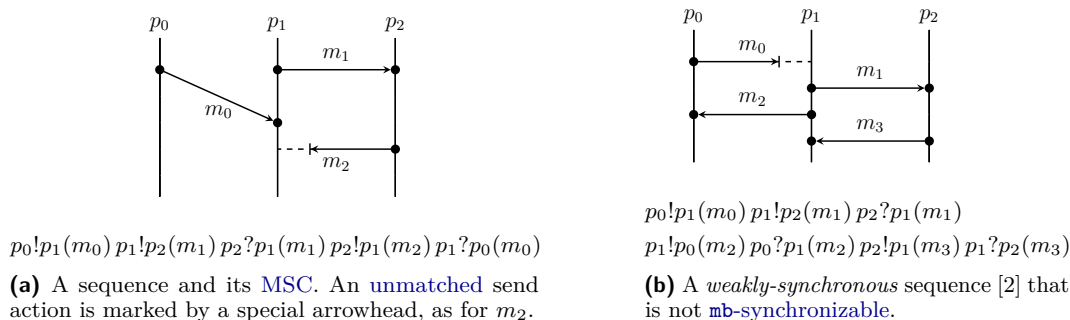 p0 p1 p2
m1
m0
m2
p0!p1(m0) p1!p2(m1) p2?p1(m1) p2!p1(m2) p1?p0(m0)
(a) A sequence and its MSC. An unmatched send
action is marked by a special arrowhead, as for m2.
p0 p1 p2
m0
m1
m2
m3
p0!p1(m0) p1!p2(m1) p2?p1(m1)
p1!p0(m2) p0?p1(m2) p2!p1(m3) p1?p2(m3)
(b) A weakly-synchronous sequence [2] that
is not mb-synchronizable.